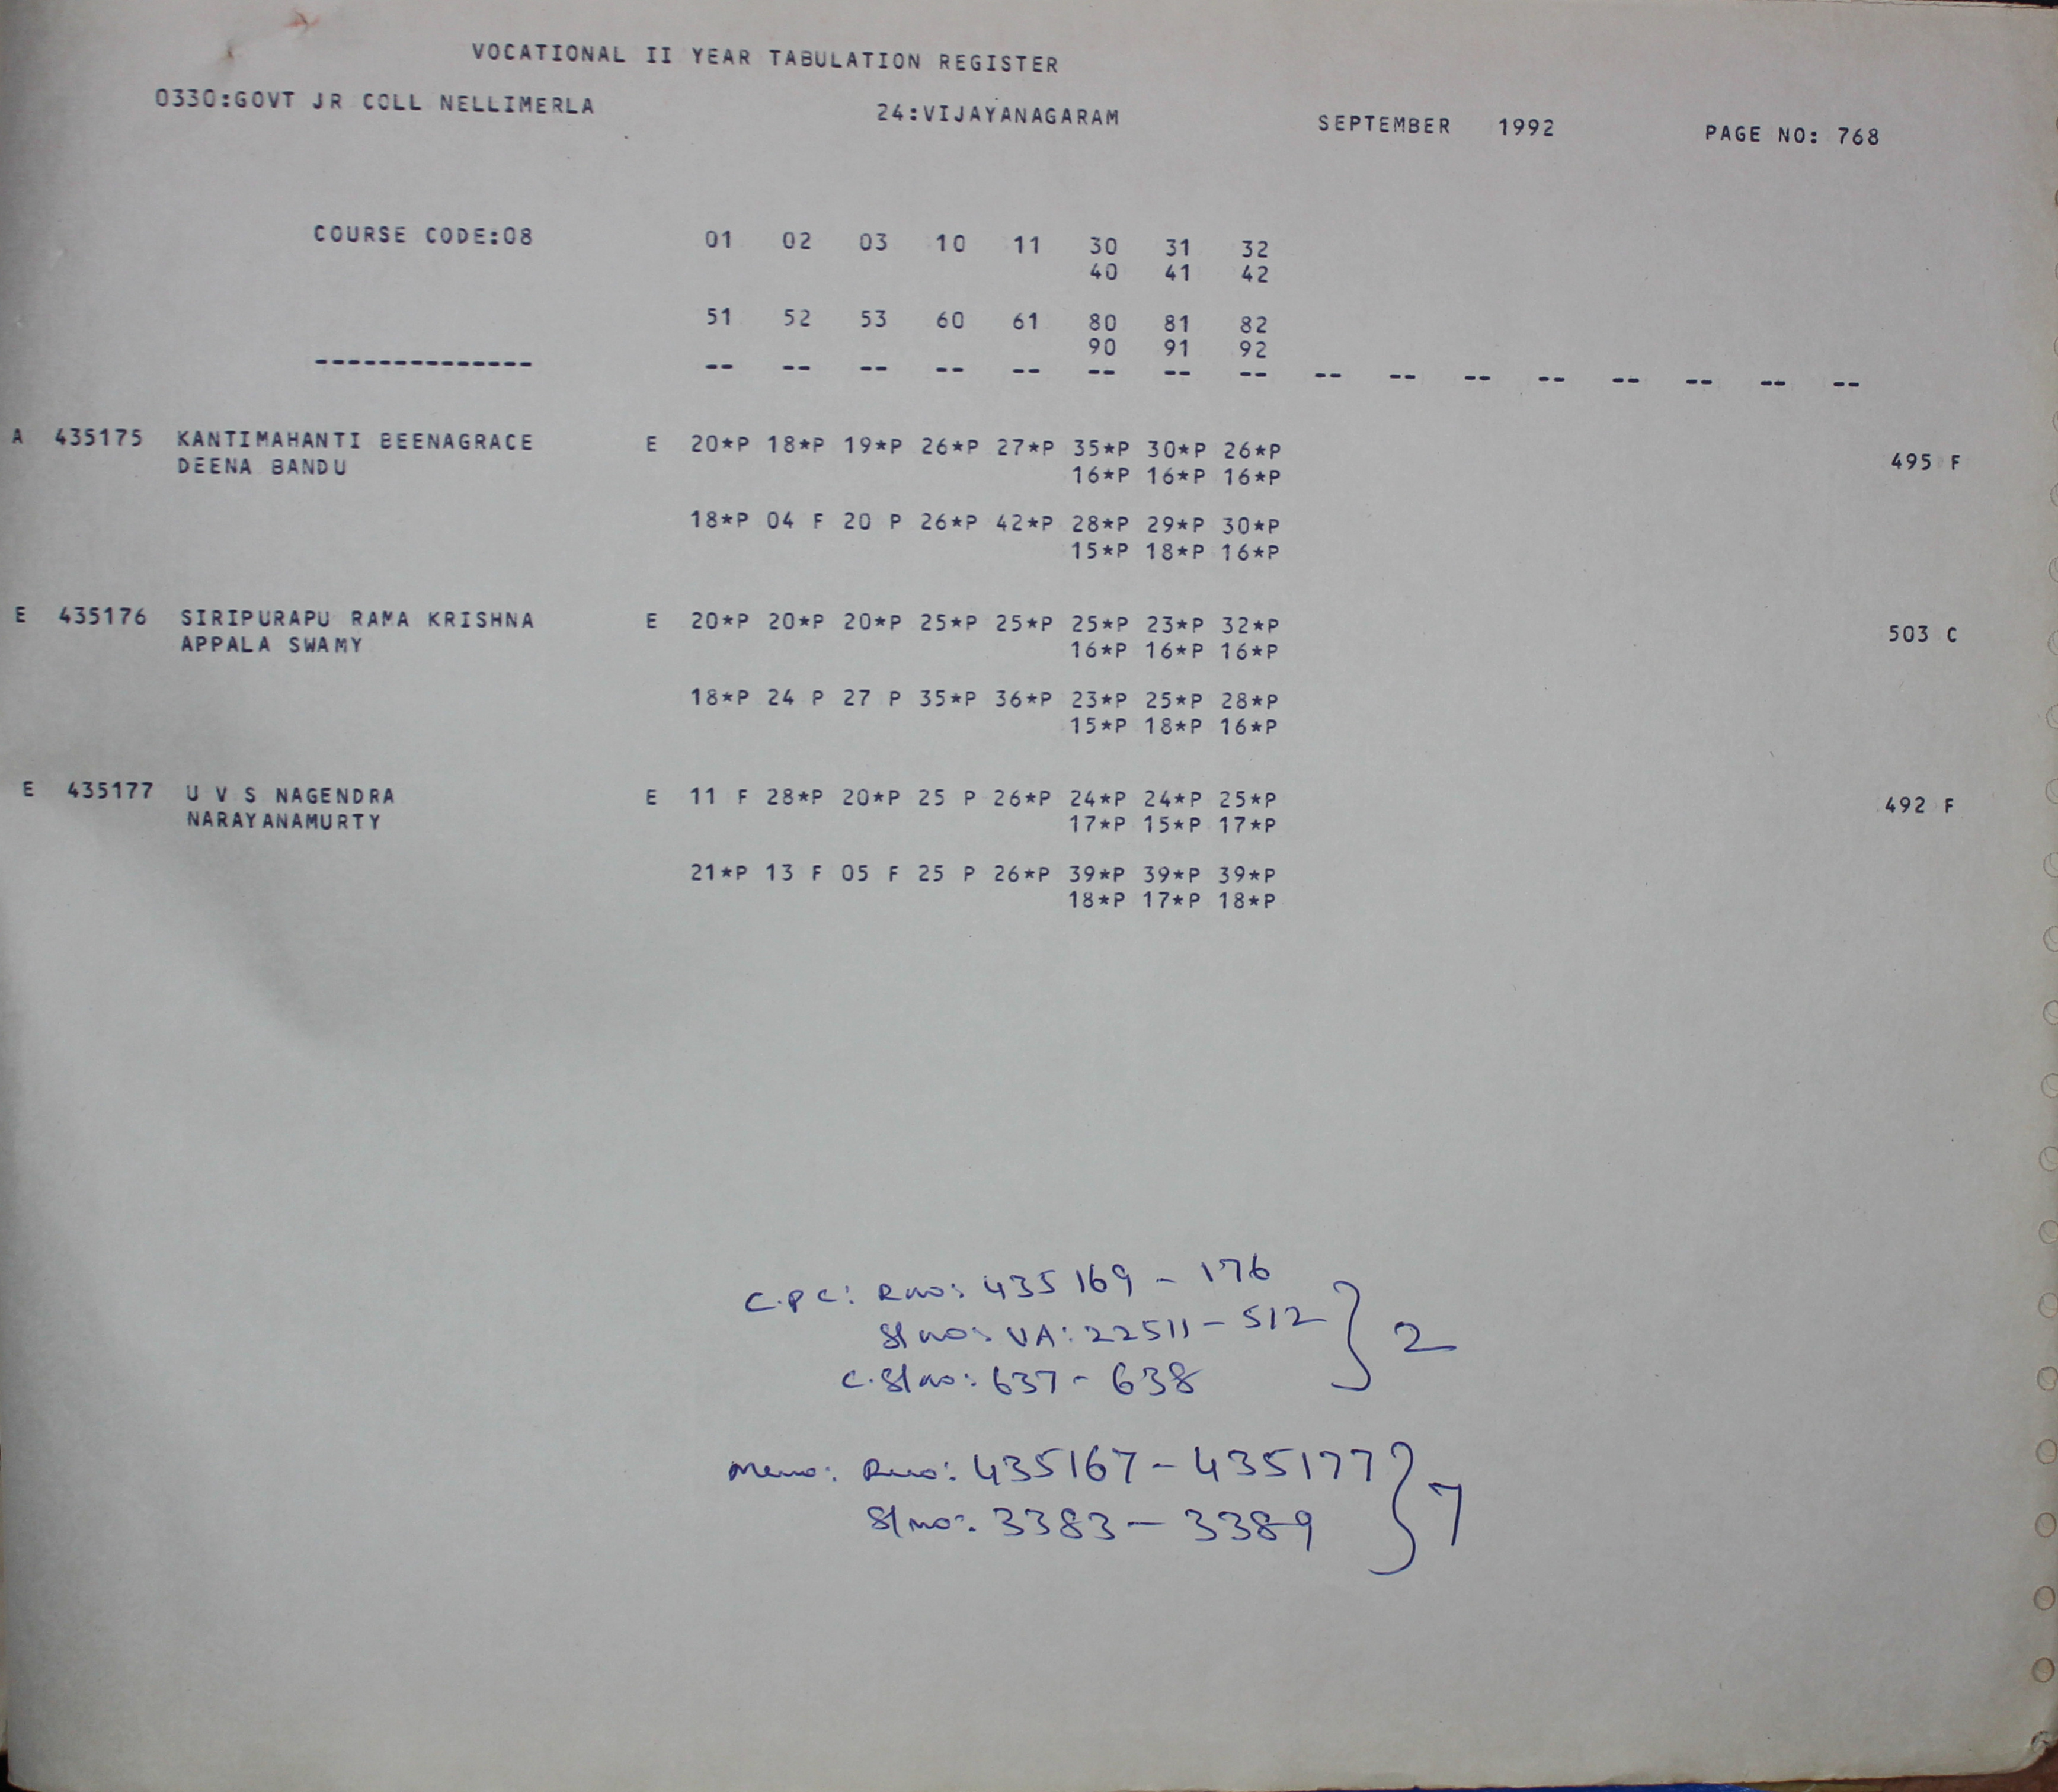 VOCATIONAL II YEAR TABULATION REGISTER
0330:GOVT JR COLL NELLIMERLA 24:VIJAYANAGARAM SEPTEMBER 1992 PAGE NO: 768
COURSE CODE:08 01 02 03 10 11 30 31 32
40 41 42
51 52 53 60 61 80 81 82
90 91 92
-------------- -- -- -- -- -- -- -- -- -- -- -- -- -- -- -- --
A 435175 KANTIMAHANTI BEENAGRACE E 20*P 18*P 19*P 26*P 27*P 35*P 30*P 26*P
DEENA BANDU 16*P 16*P 16*P 495 F
18*P 04 F 20 P 26*P 42*P 28*P 29*P 30*P
15*P 18*P 16*P
E 435176 SIRIPURAPU RAMA KRISHNA E 20*P 20*P 20*P 25*P 25*P 25*P 23*P 32*P 503 C
APPALA SWAMY 16*P 16*P 16*P
18*P 24 P 27 P 35*P 36*P 23*P 25*P 28*P
15*P 18*P 16*P
E 435177 U V S NAGENDRA E 11 F 28*P 20*P 25 P 26*P 24*P 24*P 25*P 492 F
NARAYANAMURTY 17*P 15*P 17*P
21*P 13 F 05 F 25 P 26*P 39*P 39*P 39*P
18*P 17*P 18*P
C.P.C: Rno: 435169 - 176
Sl no: VA: 22511 - 512 } 2
C. Sl no: 637 - 638
Memo: Rno: 435167 - 435177 } 7
Sl no: 3383 - 3389